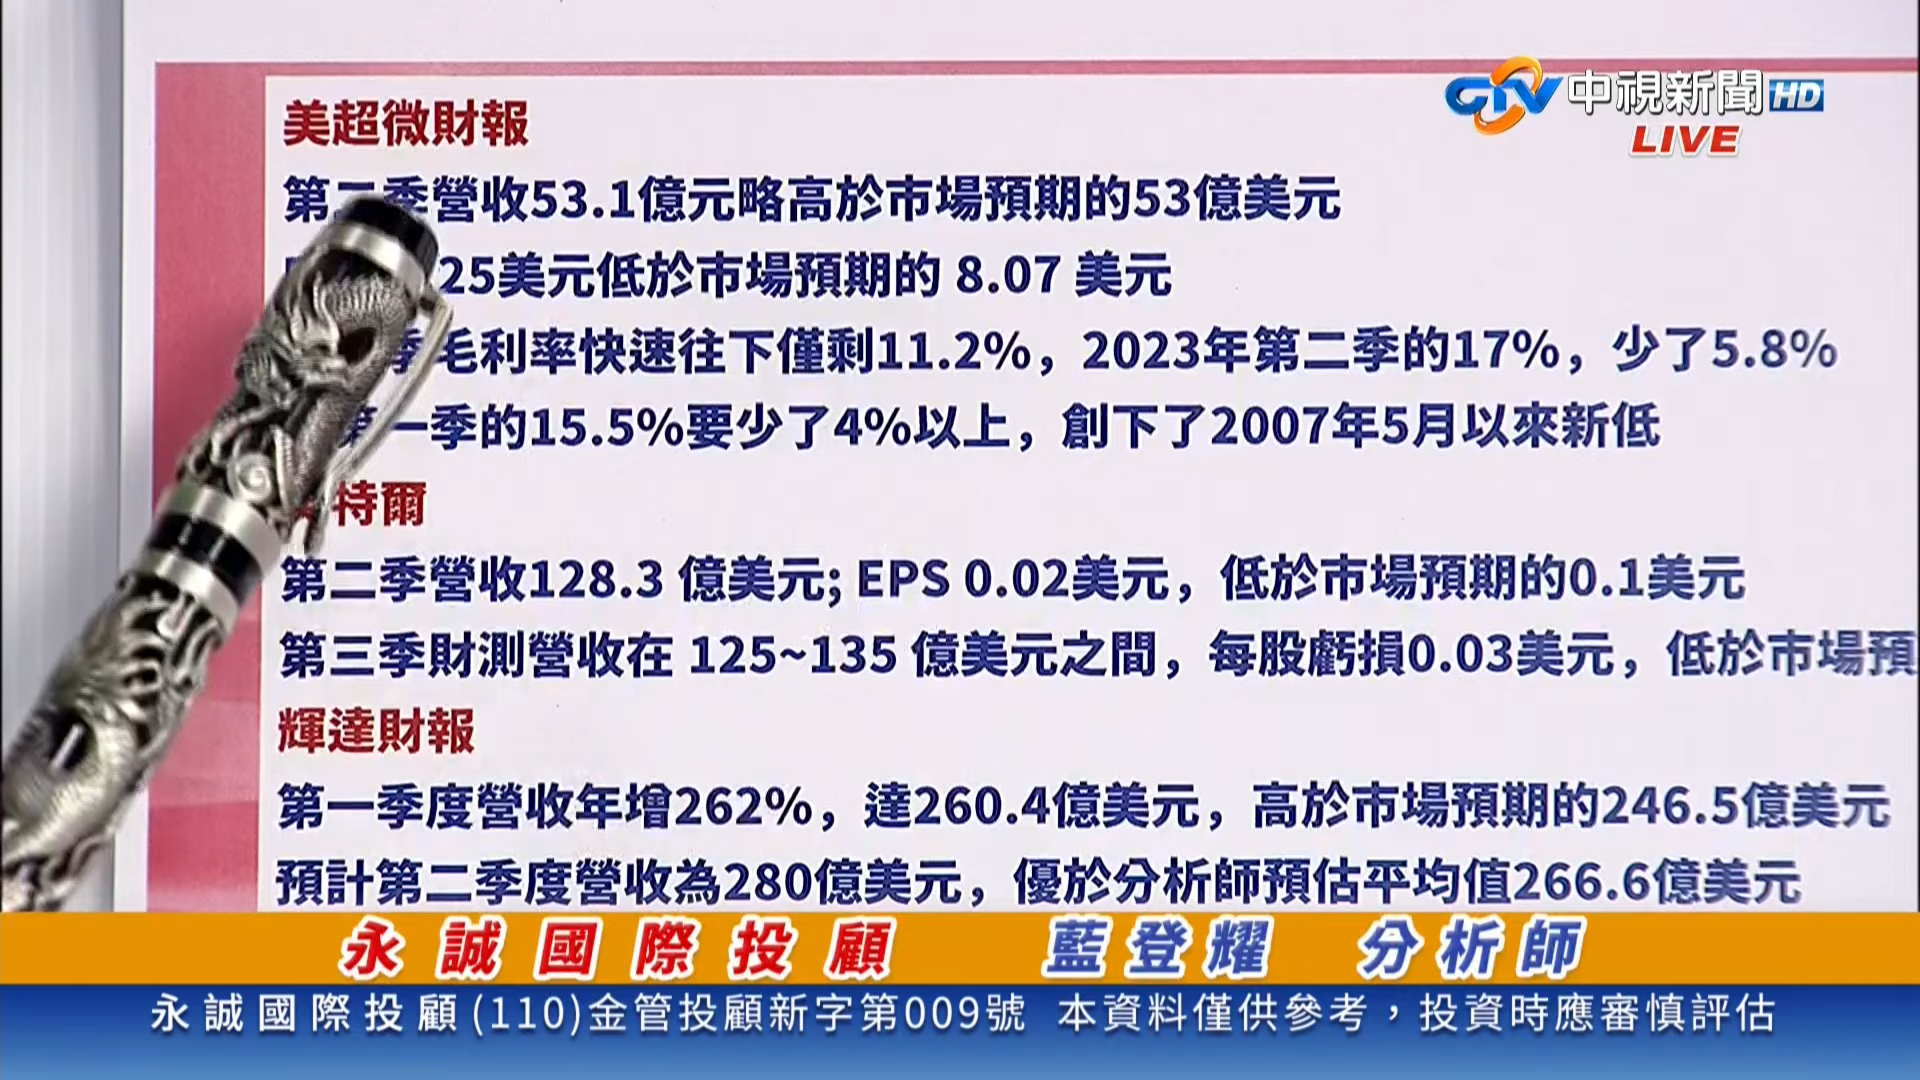 CTV中視新聞HD
LIVE
美超微財報
第二季營收53.1億元略高於市場預期的53億美元
25美元低於市場預期的 8.07 美元
季毛利率快速往下僅剩11.2%，2023年第二季的17%，少了5.8%
第一季的15.5%要少了4%以上，創下了2007年5月以來新低
特爾
第二季營收128.3 億美元; EPS 0.02美元，低於市場預期的0.1美元
第三季財測營收在 125~135 億美元之間，每股虧損0.03美元，低於市場預
輝達財報
第一季度營收年增262%，達260.4億美元，高於市場預期的246.5億美元
預計第二季度營收為280億美元，優於分析師預估平均值266.6億美元
永誠國際投顧 藍登耀 分析師
永誠國際投顧(110)金管投顧新字第009號 本資料僅供參考，投資時應審慎評估